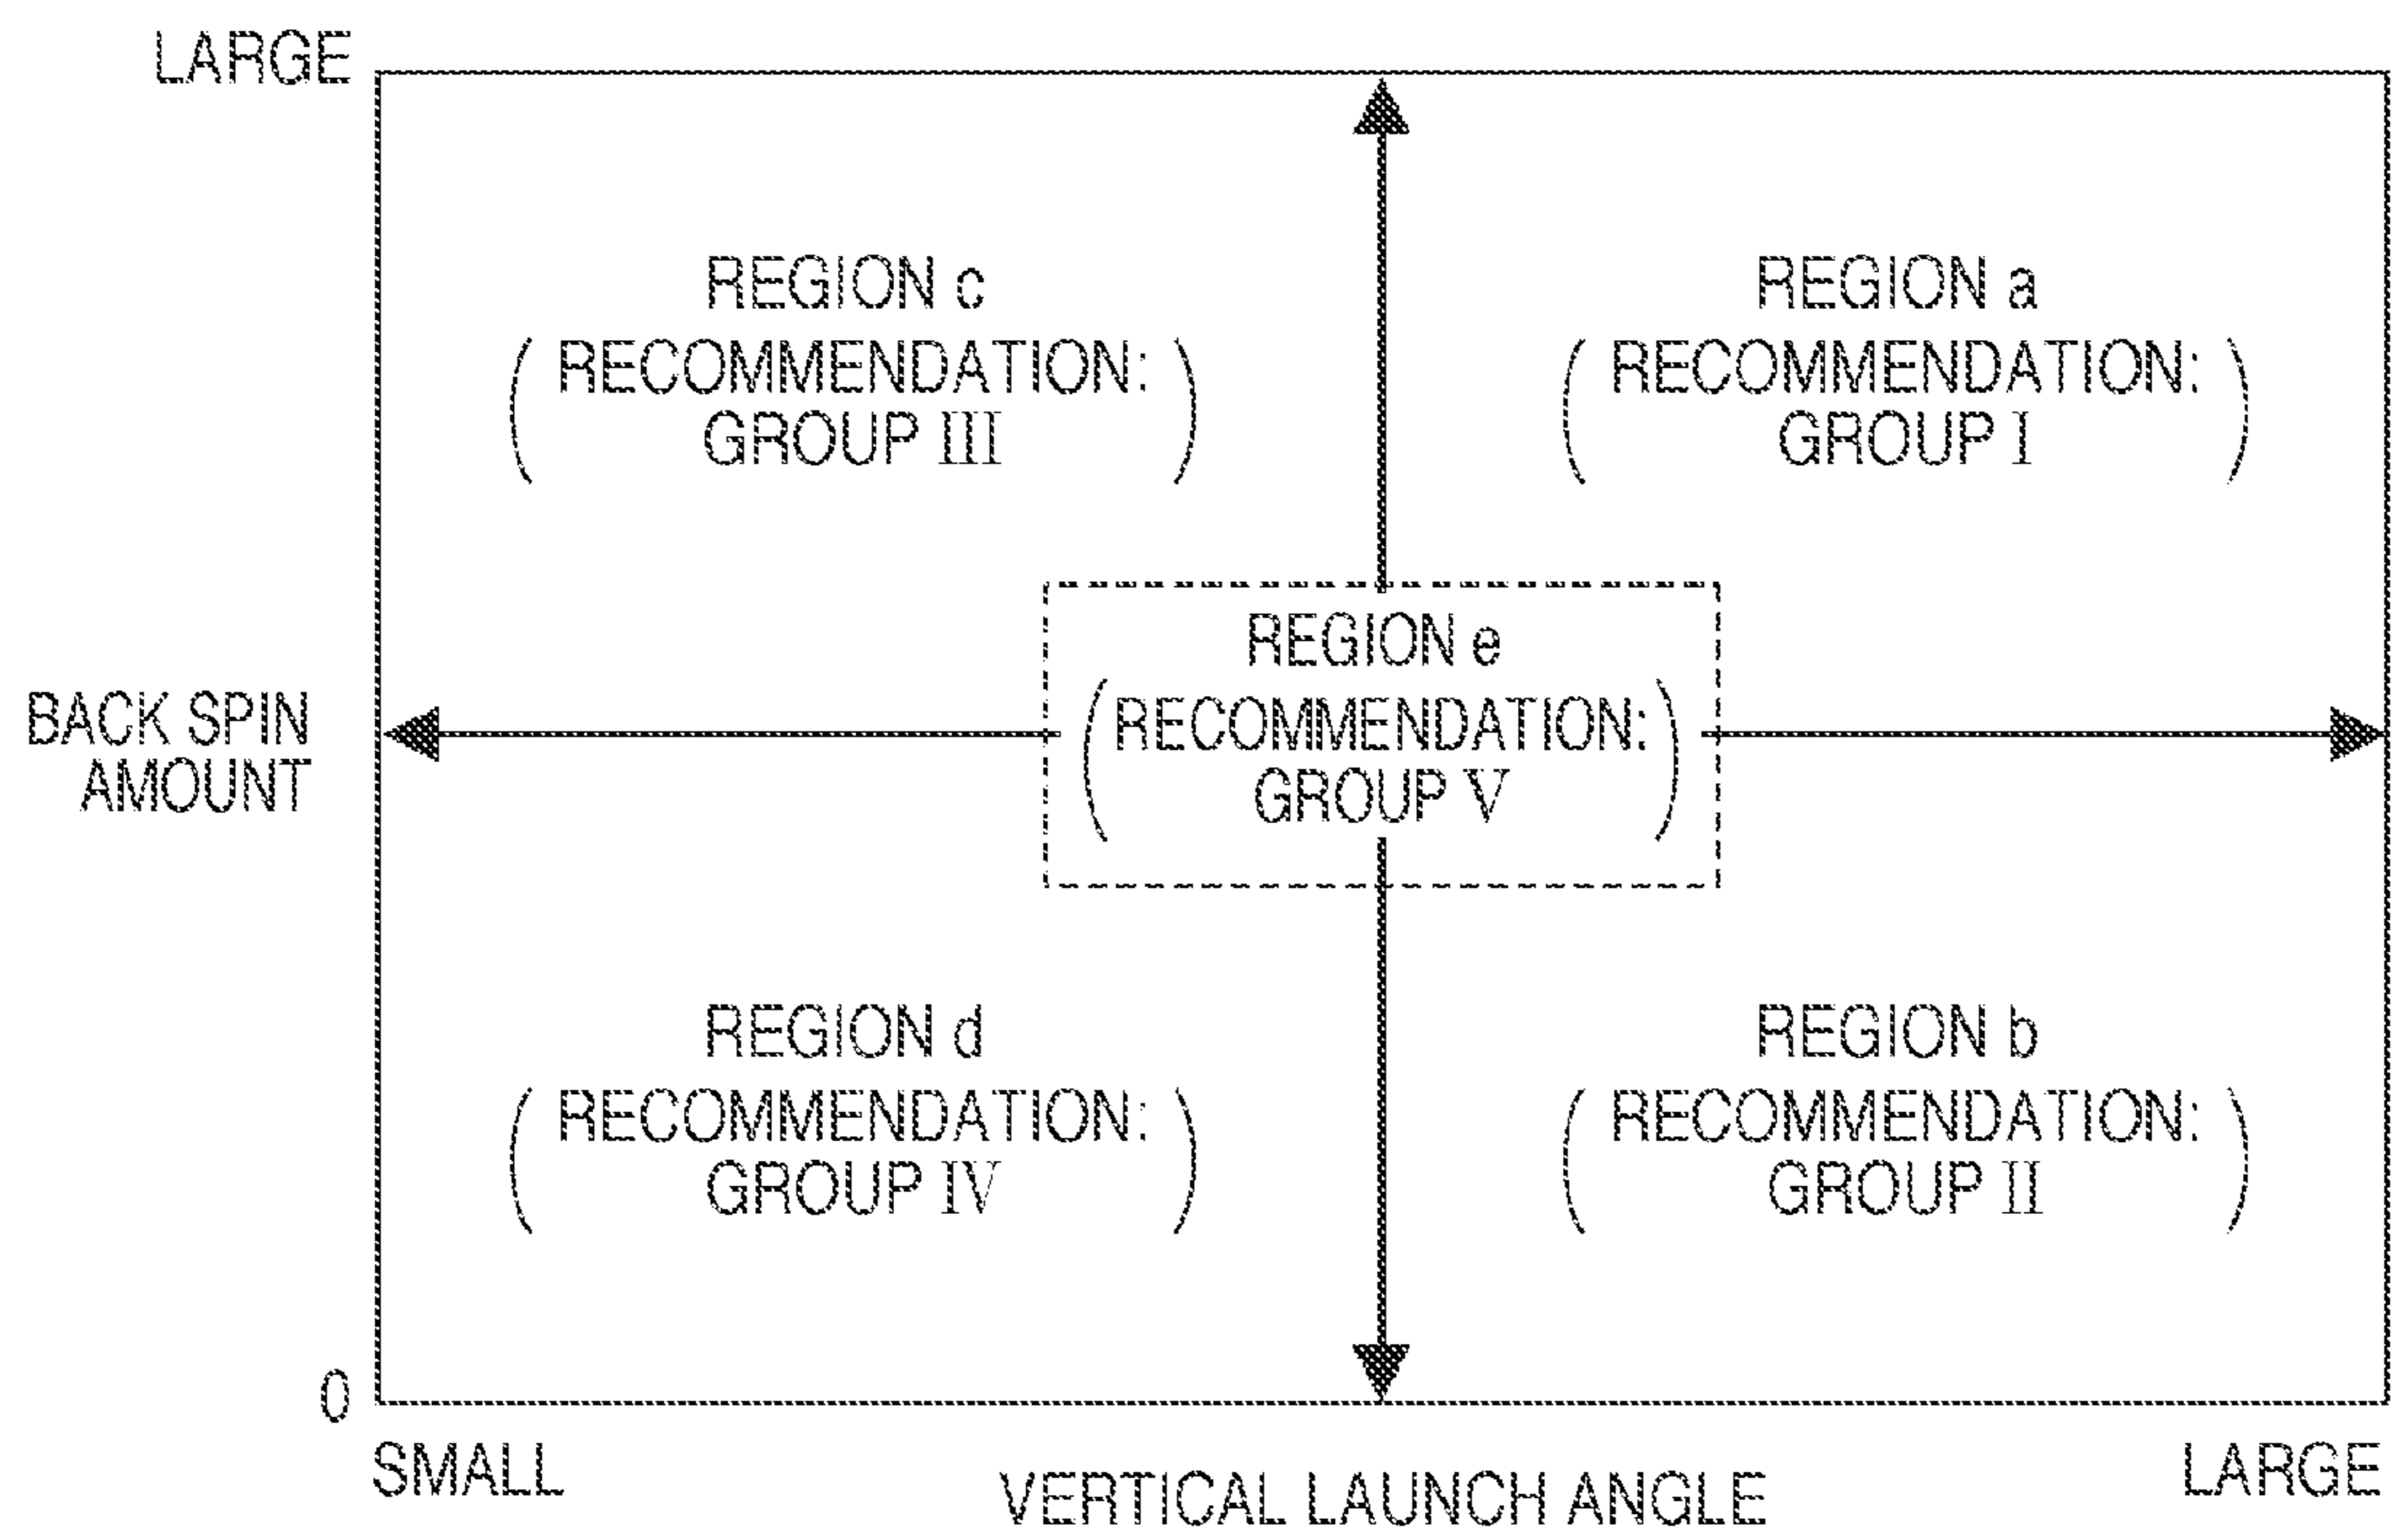 LARGE
REGION c
(RECOMMENDATION:
GROUP III)
REGION a
(RECOMMENDATION:
GROUP I)
BACK SPIN
AMOUNT
REGION e
(RECOMMENDATION:
GROUP V)
REGION d
(RECOMMENDATION:
GROUP IV)
REGION b
(RECOMMENDATION:
GROUP II)
0
SMALL
VERTICAL LAUNCH ANGLE
LARGE